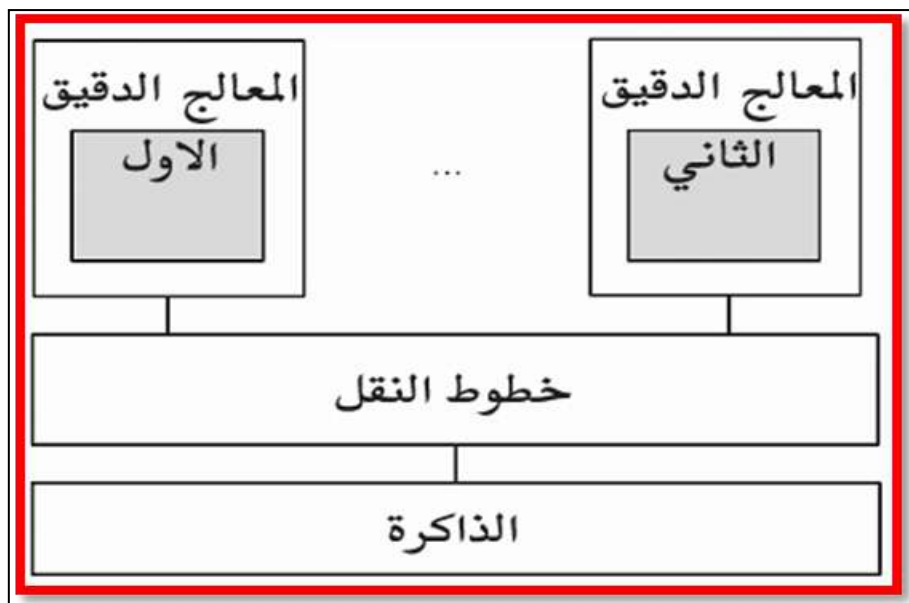 المعالج الدقيق
الاول
...
المعالج الدقيق
الثاني
خطوط النقل
الذاكرة